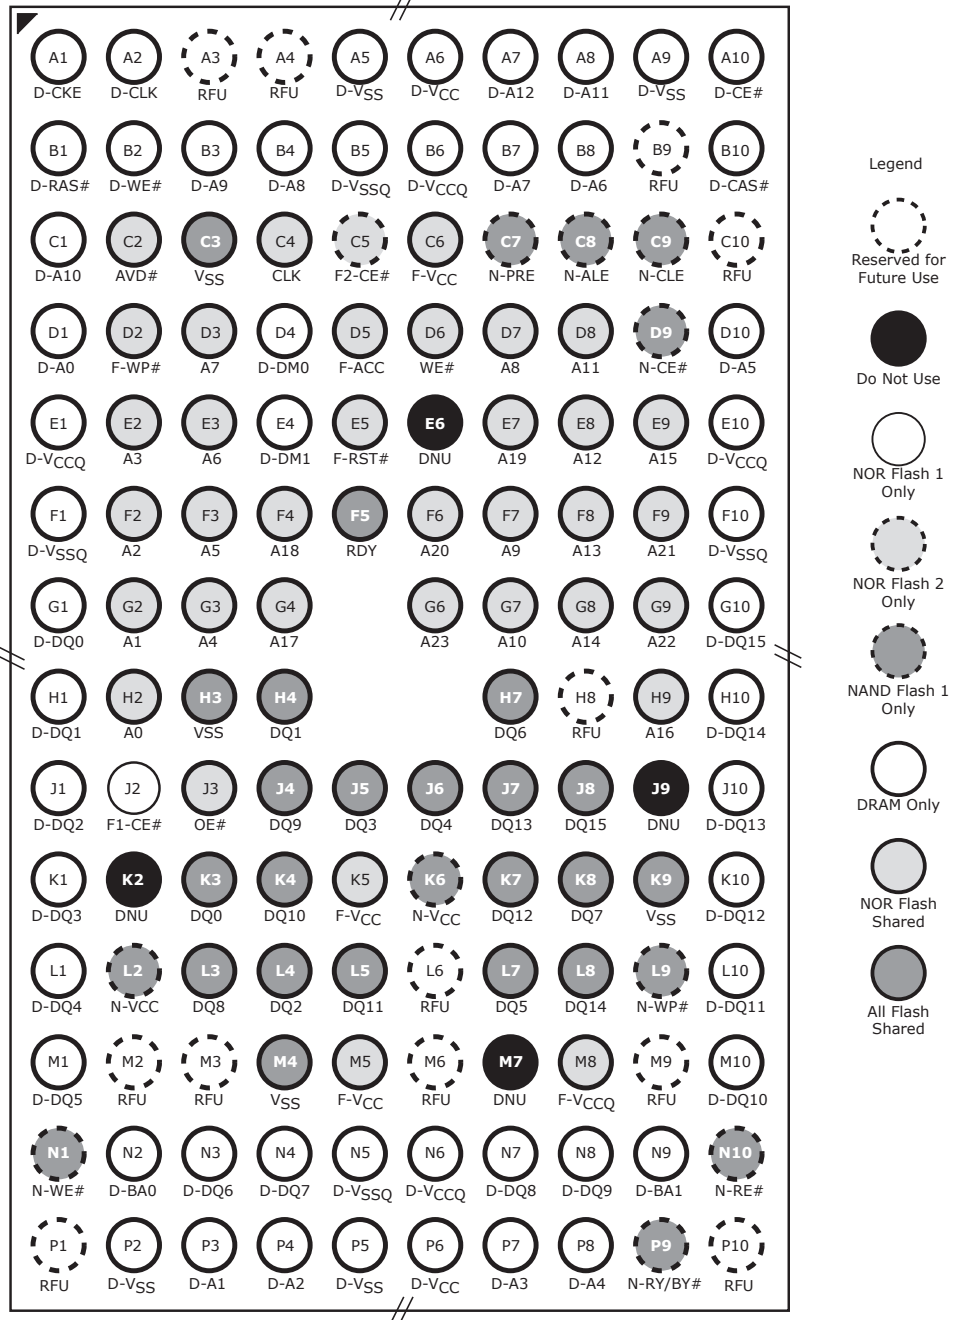 A1 A2 A3 A4 A5 A6 A7 A8 A9 A10
D-CKE D-CLK RFU RFU D-VSS D-VCC D-A12 D-A11 D-VSS D-CE#
B1 B2 B3 B4 B5 B6 B7 B8 B9 B10
D-RAS# D-WE# D-A9 D-A8 D-VSSQ D-VCCQ D-A7 D-A6 RFU D-CAS#
C1 C2 C3 C4 C5 C6 C7 C8 C9 C10
D-A10 AVD# VSS CLK F2-CE# F-VCC N-PRE N-ALE N-CLE RFU
D1 D2 D3 D4 D5 D6 D7 D8 D9 D10
D-A0 F-WP# A7 D-DM0 F-ACC WE# A8 A11 N-CE# D-A5
E1 E2 E3 E4 E5 E6 E7 E8 E9 E10
D-VCCQ A3 A6 D-DM1 F-RST# DNU A19 A12 A15 D-VCCQ
F1 F2 F3 F4 F5 F6 F7 F8 F9 F10
D-VSSQ A2 A5 A18 RDY A20 A9 A13 A21 D-VSSQ
G1 G2 G3 G4 G6 G7 G8 G9 G10
D-DQ0 A1 A4 A17 A23 A10 A14 A22 D-DQ15
H1 H2 H3 H4 H7 H8 H9 H10
D-DQ1 A0 VSS DQ1 DQ6 RFU A16 D-DQ14
J1 J2 J3 J4 J5 J6 J7 J8 J9 J10
D-DQ2 F1-CE# OE# DQ9 DQ3 DQ4 DQ13 DQ15 DNU D-DQ13
K1 K2 K3 K4 K5 K6 K7 K8 K9 K10
D-DQ3 DNU DQ0 DQ10 F-VCC N-VCC DQ12 DQ7 VSS D-DQ12
L1 L2 L3 L4 L5 L6 L7 L8 L9 L10
D-DQ4 N-VCC DQ8 DQ2 DQ11 RFU DQ5 DQ14 N-WP# D-DQ11
M1 M2 M3 M4 M5 M6 M7 M8 M9 M10
D-DQ5 RFU RFU VSS F-VCC RFU DNU F-VCCQ RFU D-DQ10
N1 N2 N3 N4 N5 N6 N7 N8 N9 N10
N-WE# D-BA0 D-DQ6 D-DQ7 D-VSSQ D-VCCQ D-DQ8 D-DQ9 D-BA1 N-RE#
P1 P2 P3 P4 P5 P6 P7 P8 P9 P10
RFU D-VSS D-A1 D-A2 D-VSS D-VCC D-A3 D-A4 N-RY/BY# RFU
Legend
Reserved for
Future Use
Do Not Use
NOR Flash 1
Only
NOR Flash 2
Only
NAND Flash 1
Only
DRAM Only
NOR Flash
Shared
All Flash
Shared